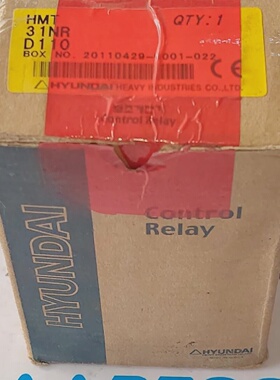 HMT QTY:1
31NR
D110
BOX NO. 20110429-0001-022
HYUNDAI HEAVY INDUSTRIES CO.,LTD.
Control Relay
HYUNDAI
Control
Relay
HYUNDAI